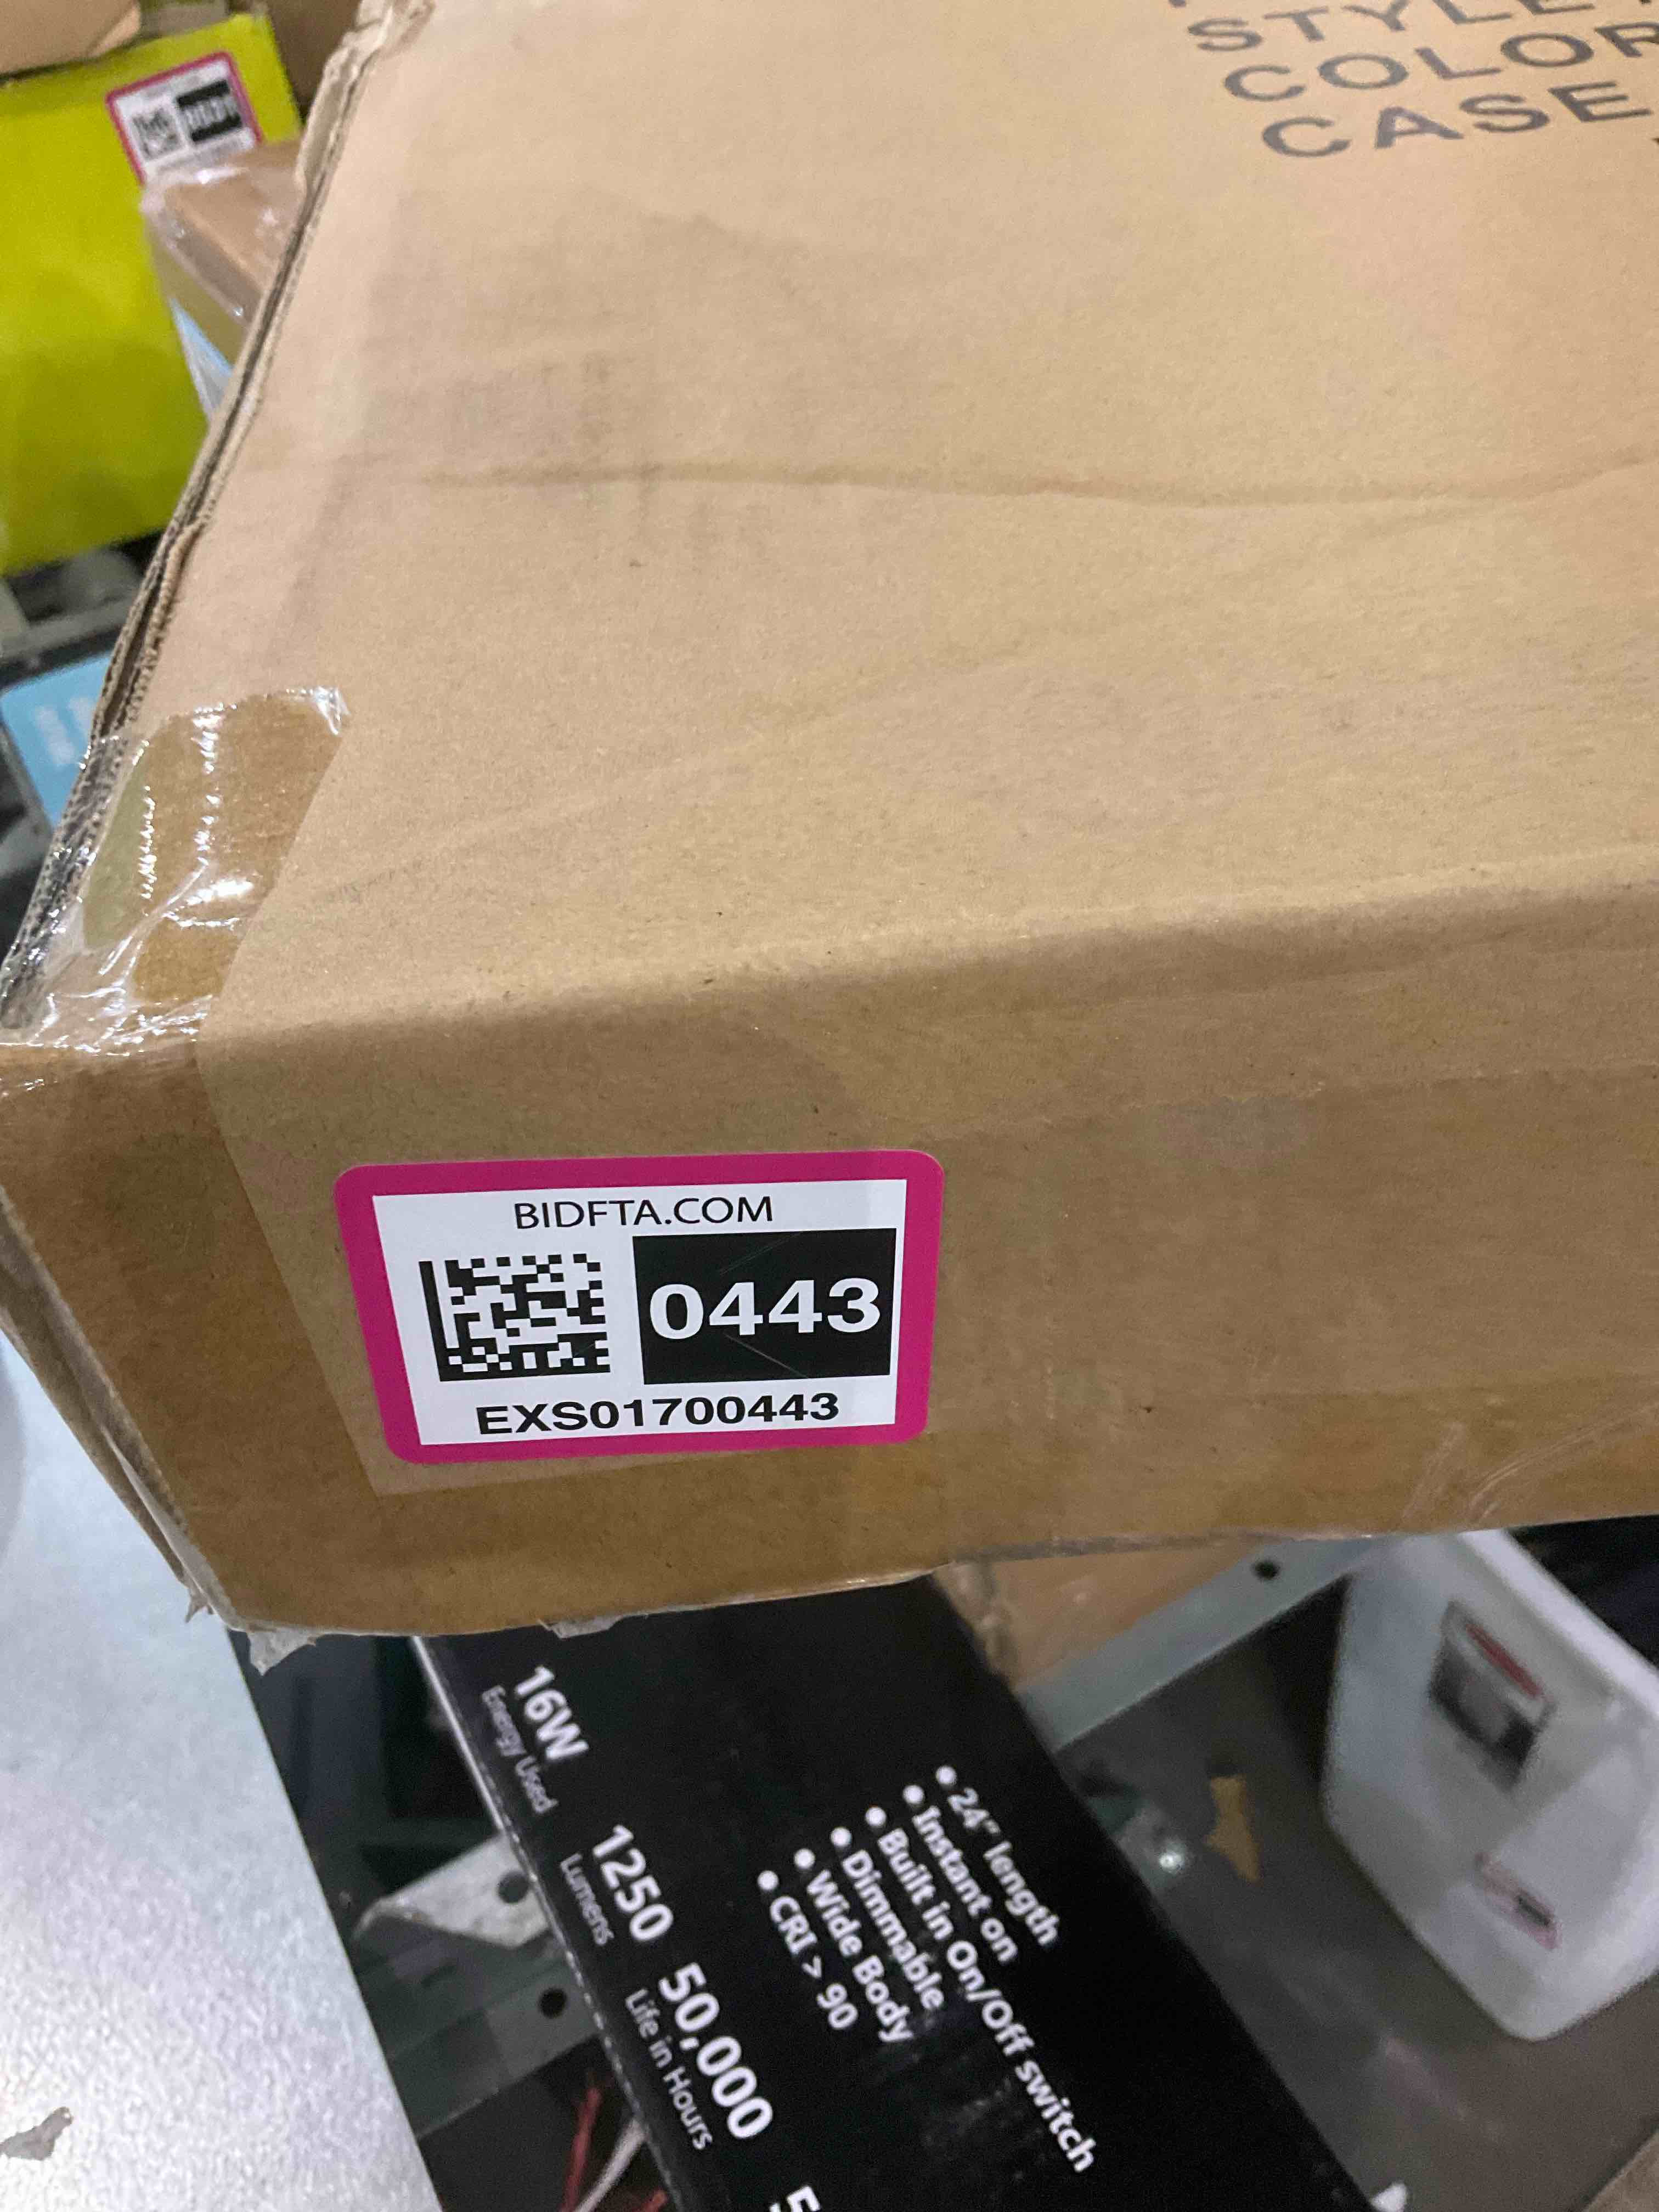 STYLE
COLOR
CASE
BIDFTA.COM
0443
EXS01700443
16W
Energy Used
1250
Lumens
50,000
Life in Hours
• 24" length
• Instant on
• Built in On/Off switch
• Dimmable
• Wide Body
• CRI > 90